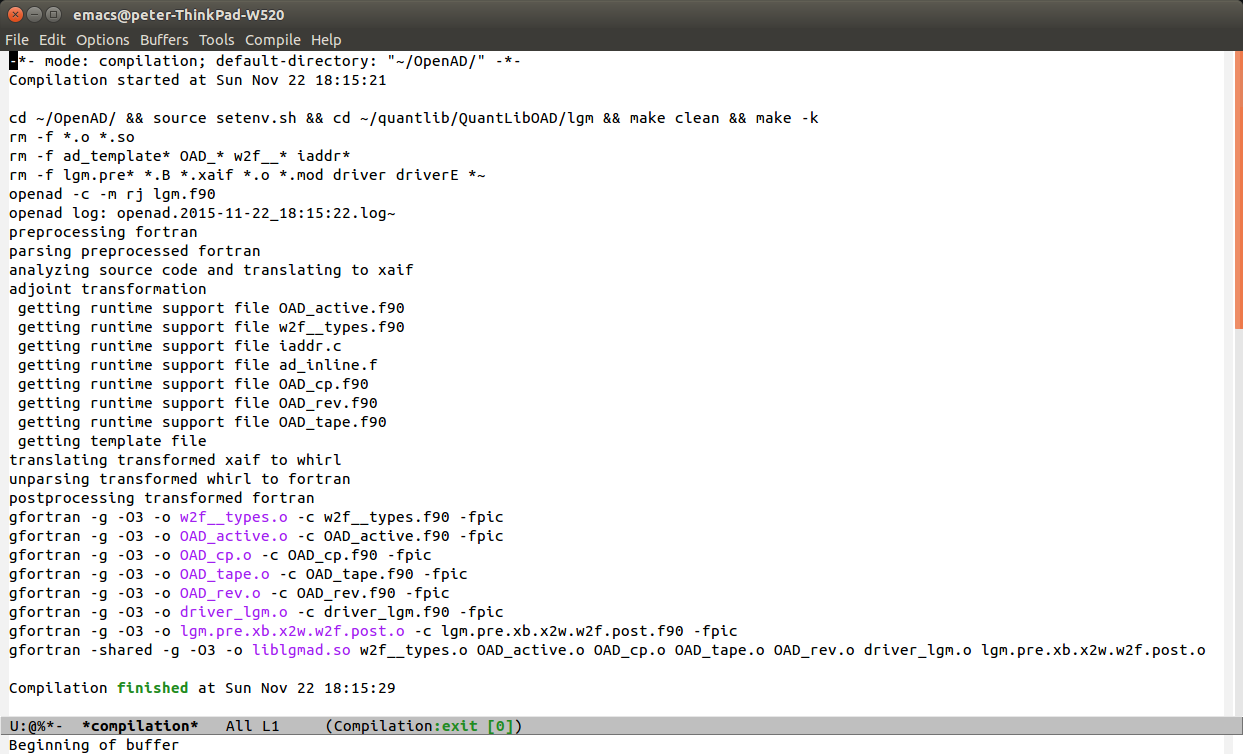 emacs@peter-ThinkPad-W520
File Edit Options Buffers Tools Compile Help
-*- mode: compilation; default-directory: "~/OpenAD/" -*-
Compilation started at Sun Nov 22 18:15:21

cd ~/OpenAD/ && source setenv.sh && cd ~/quantlib/QuantLibOAD/lgm && make clean && make -k
rm -f *.o *.so
rm -f ad_template* OAD_* w2f__* iaddr*
rm -f lgm.pre* *.B *.xaif *.o *.mod driver driverE *~
openad -c -m rj lgm.f90
openad log: openad.2015-11-22_18:15:22.log~
preprocessing fortran
parsing preprocessed fortran
analyzing source code and translating to xaif
adjoint transformation
 getting runtime support file OAD_active.f90
 getting runtime support file w2f__types.f90
 getting runtime support file iaddr.c
 getting runtime support file ad_inline.f
 getting runtime support file OAD_cp.f90
 getting runtime support file OAD_rev.f90
 getting runtime support file OAD_tape.f90
 getting template file
translating transformed xaif to whirl
unparsing transformed whirl to fortran
postprocessing transformed fortran
gfortran -g -O3 -o w2f__types.o -c w2f__types.f90 -fpic
gfortran -g -O3 -o OAD_active.o -c OAD_active.f90 -fpic
gfortran -g -O3 -o OAD_cp.o -c OAD_cp.f90 -fpic
gfortran -g -O3 -o OAD_tape.o -c OAD_tape.f90 -fpic
gfortran -g -O3 -o OAD_rev.o -c OAD_rev.f90 -fpic
gfortran -g -O3 -o driver_lgm.o -c driver_lgm.f90 -fpic
gfortran -g -O3 -o lgm.pre.xb.x2w.w2f.post.o -c lgm.pre.xb.x2w.w2f.post.f90 -fpic
gfortran -shared -g -O3 -o liblgmad.so w2f__types.o OAD_active.o OAD_cp.o OAD_tape.o OAD_rev.o driver_lgm.o lgm.pre.xb.x2w.w2f.post.o

Compilation finished at Sun Nov 22 18:15:29
U:@%*-  *compilation*   All L1     (Compilation:exit [0])
Beginning of buffer